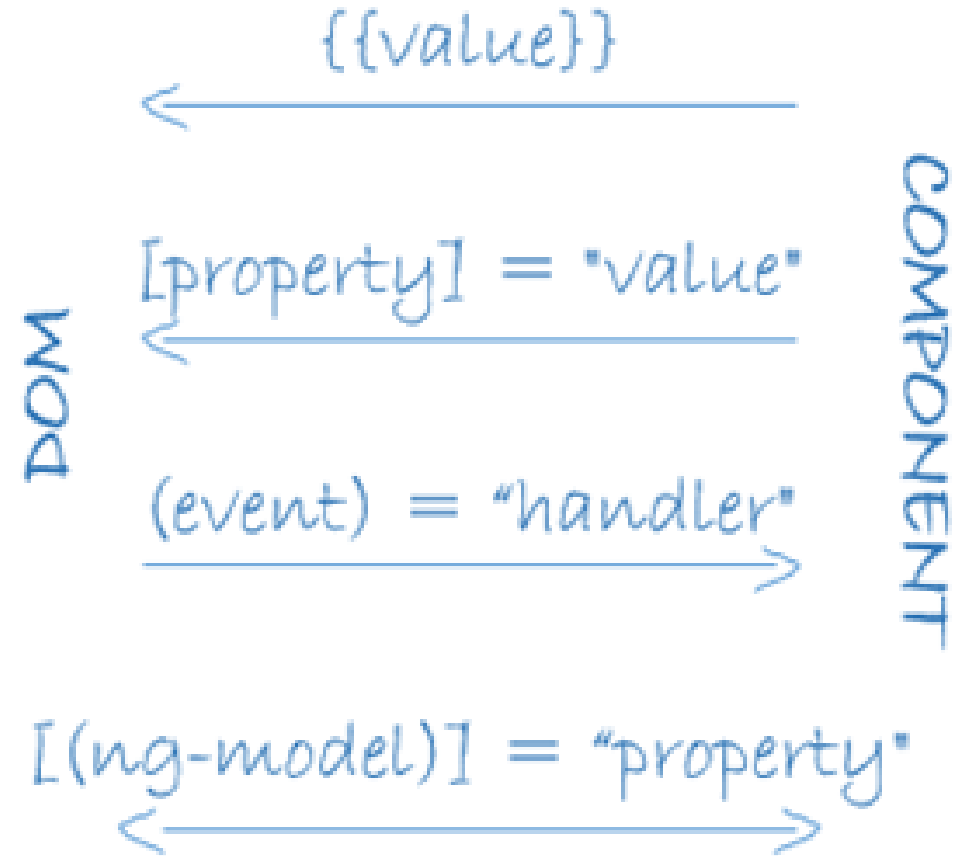 {{value}}
COMPONENT
[property] = "value"
DOM
(event) = “handler"
[(ng-model)] = “property"